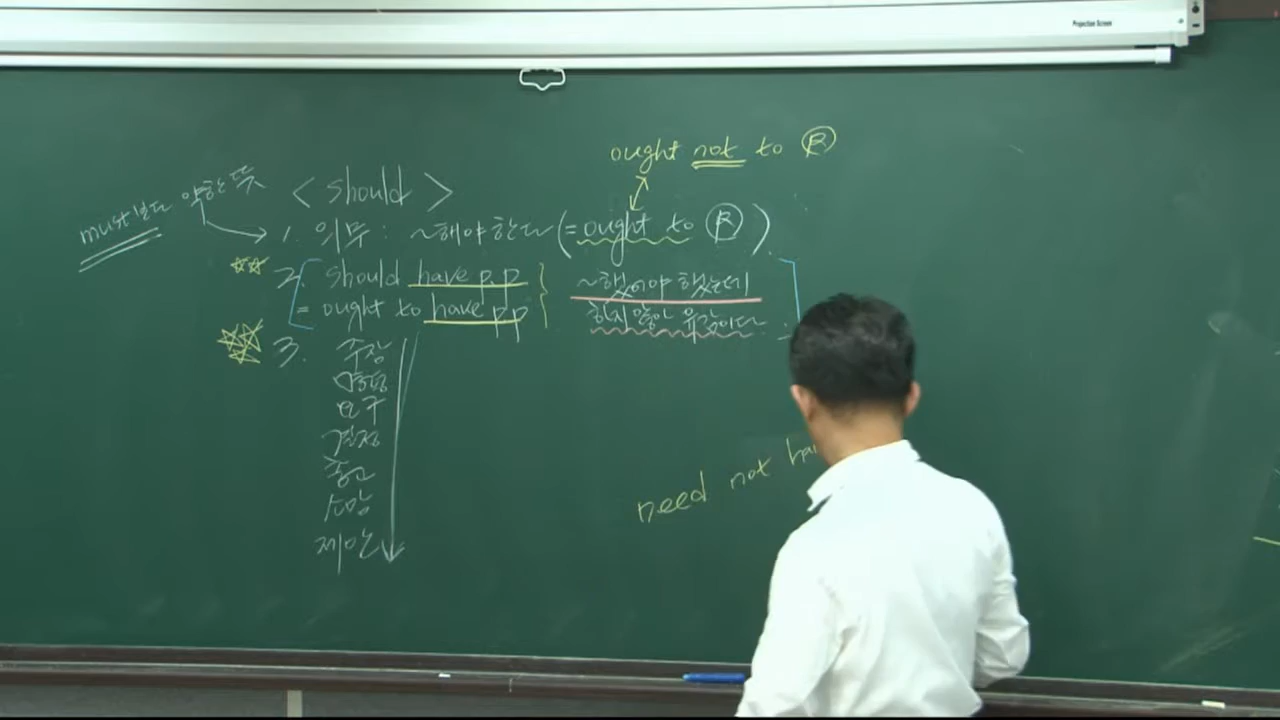 Projection Screen
ought not to Ⓡ
must보다 약한 뜻
< should >
1. 의무 : ~해야 한다 (= ought to Ⓡ)
2. should have p.p
= ought to have p.p
~했어야 했는데
하지 않아 유감이다
3. 주장
명령
요구
결정
충고
소망
제안
need not ha